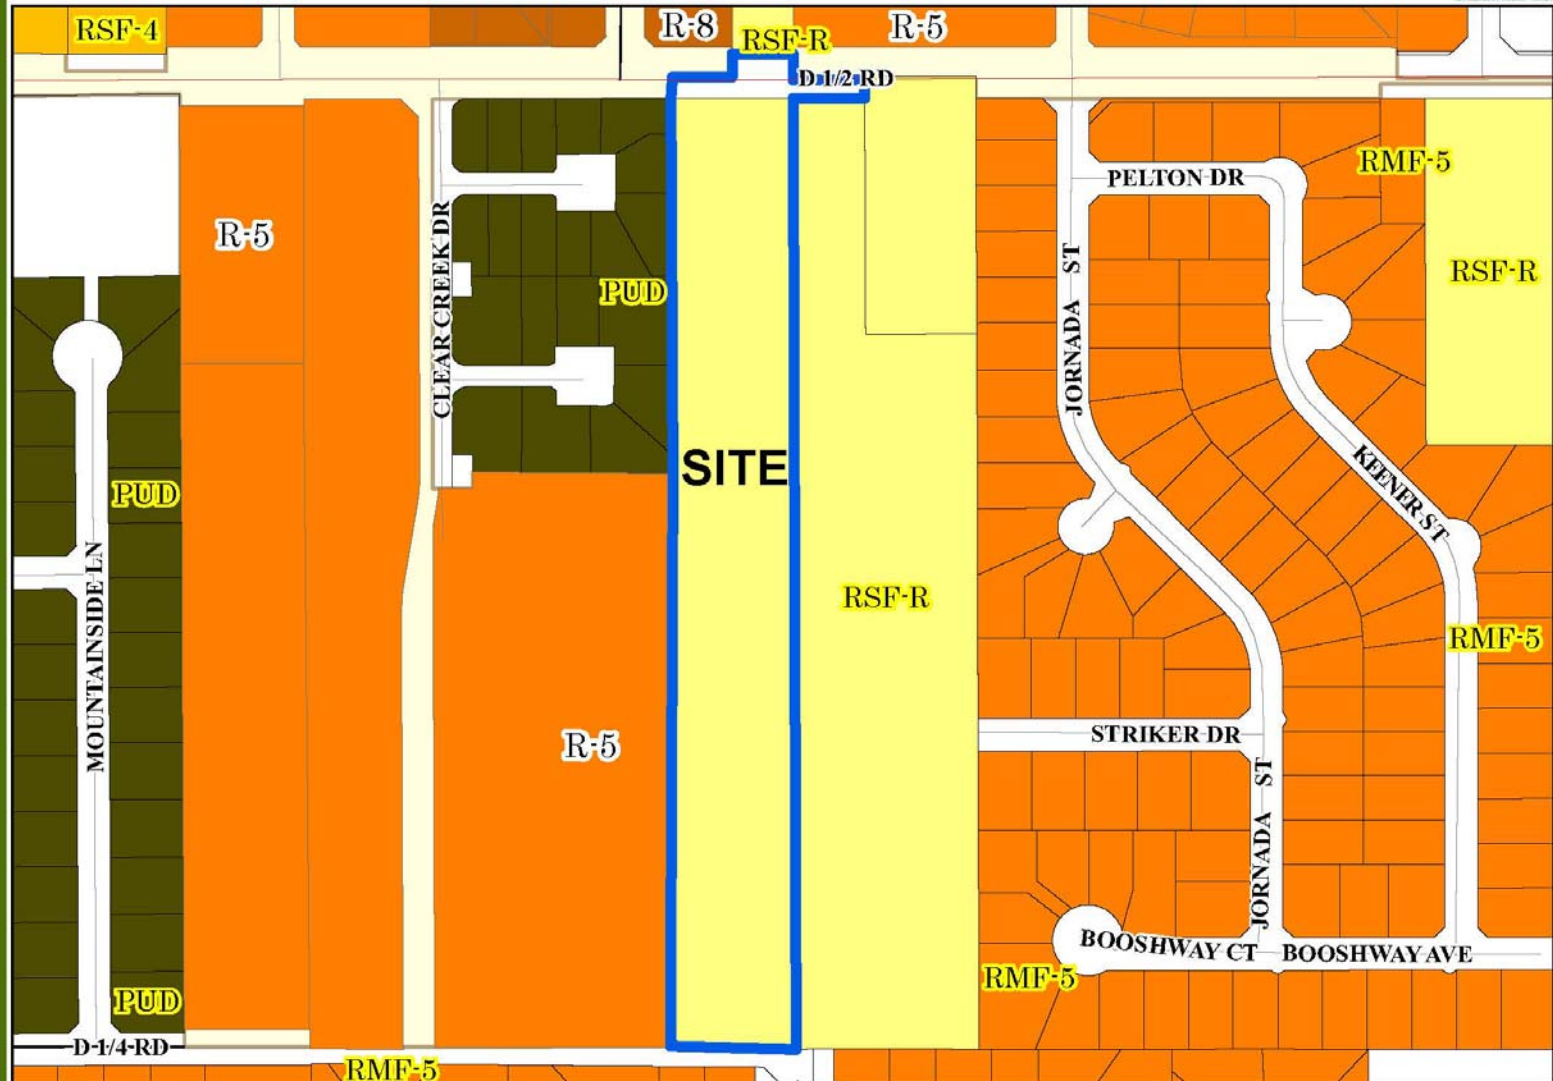 RSF-4
R-8
RSF-R
R-5
D 1/2 RD
RMF-5
PELTON DR
R-5
CLEAR CREEK DR
JORNADA ST
RSF-R
PUD
SITE
PUD
KEENER ST
MOUNTAINSIDE LN
RSF-R
RMF-5
R-5
STRIKER DR
JORNADA ST
BOOSHWAY CT
BOOSHWAY AVE
RMF-5
PUD
D 1/4 RD
RMF-5